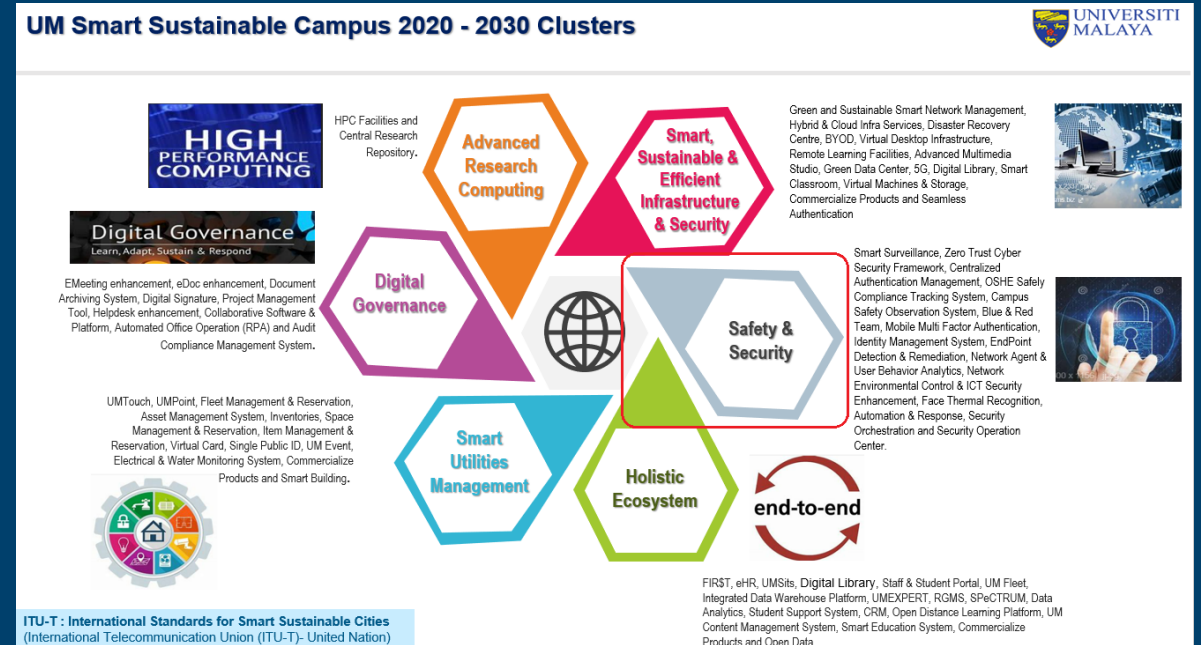 UM Smart Sustainable Campus 2020 - 2030 Clusters
UNIVERSITI
MALAYA
HIGH
PERFORMANCE
COMPUTING
HPC Facilities and
Central Research
Repository.
Advanced
Research
Computing
Smart,
Sustainable &
Efficient
Infrastructure
& Security
Green and Sustainable Smart Network Management,
Hybrid & Cloud Infra Services, Disaster Recovery
Centre, BYOD, Virtual Desktop Infrastructure,
Remote Learning Facilities, Advanced Multimedia
Studio, Green Data Center, 5G, Digital Library, Smart
Classroom, Virtual Machines & Storage,
Commercialize Products and Seamless
Authentication
Digital Governance
Learn, Adapt, Sustain & Respond
EMeeting enhancement, eDoc enhancement, Document
Archiving System, Digital Signature, Project Management
Tool, Helpdesk enhancement, Collaborative Software &
Platform, Automated Office Operation (RPA) and Audit
Compliance Management System.
Digital
Governance
Safety &
Security
Smart Surveillance, Zero Trust Cyber
Security Framework, Centralized
Authentication Management, OSHE Safely
Compliance Tracking System, Campus
Safety Observation System, Blue & Red
Team, Mobile Multi Factor Authentication,
Identity Management System, EndPoint
Detection & Remediation, Network Agent &
User Behavior Analytics, Network
Environmental Control & ICT Security
Enhancement, Face Thermal Recognition,
Automation & Response, Security
Orchestration and Security Operation
Center.
UMTouch, UMPoint, Fleet Management & Reservation,
Asset Management System, Inventories, Space
Management & Reservation, Item Management &
Reservation, Virtual Card, Single Public ID, UM Event,
Electrical & Water Monitoring System, Commercialize
Products and Smart Building.
Smart
Utilities
Management
Holistic
Ecosystem
end-to-end
FIR$T, eHR, UMSits, Digital Library, Staff & Student Portal, UM Fleet,
Integrated Data Warehouse Platform, UMEXPERT, RGMS, SPeCTRUM, Data
Analytics, Student Support System, CRM, Open Distance Learning Platform, UM
Content Management System, Smart Education System, Commercialize
Products and Open Data
ITU-T : International Standards for Smart Sustainable Cities
(International Telecommunication Union (ITU-T)- United Nation)